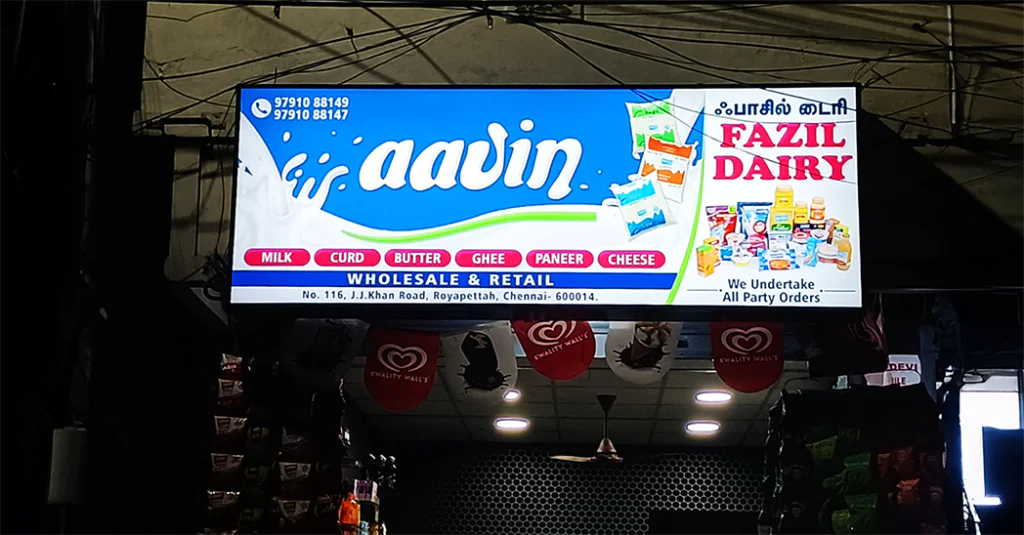 97910 88149
97910 88147
aavin
ஃபாசில் டைரி
FAZIL
DAIRY
MILK CURD BUTTER GHEE PANEER CHEESE
WHOLESALE & RETAIL
No. 116, J.J.Khan Road, Royapettah, Chennai- 600014.
We Undertake
All Party Orders
KWALITY WALL'S
KWALITY WALL'S
KWALITY WALL'S
DEVI